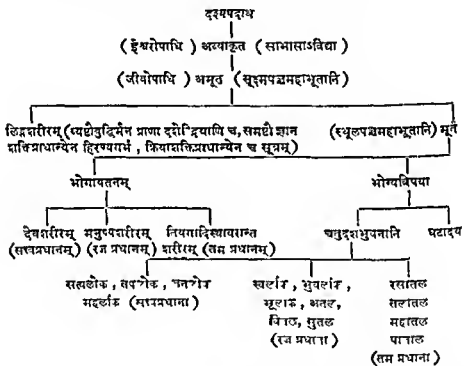 दृश्यपदार्थ
(ईश्वरोपाधि) अव्याकृत (साभासाऽविद्या)
(जीवोपाधि) अमूर्त (सूक्ष्मपञ्चमहाभूतानि)
लिङ्गशरीरम् (व्यष्टौबुद्धिर्मन प्राणा दशेन्द्रियाणि च, समष्टौ ज्ञान
शक्तिप्राधान्येन हिरण्यगर्भ, क्रियाशक्तिप्राधान्येन च सूत्रम्)
(स्थूलपञ्चमहाभूतानि) मूर्त
भोगायतनम्
भोग्यविषया
देवशरीरम् मनुष्यशरीरम् तिर्यगादिस्थावरान्त
(सत्त्वप्रधानम्) (रज प्रधानम्) शरीरम् (तम प्रधानम्)
चतुर्दशभुवनानि
घटादय
सत्यलोक, तपोलोक, जनलोक
महर्लोक (सत्त्वप्रधाना)
स्वर्लोक, भुवर्लोक,
भूलोक, अतल,
वितल, सुतल
(रज प्रधाना)
रसातल
तलातल
महातल
पाताल
(तम प्रधाना)